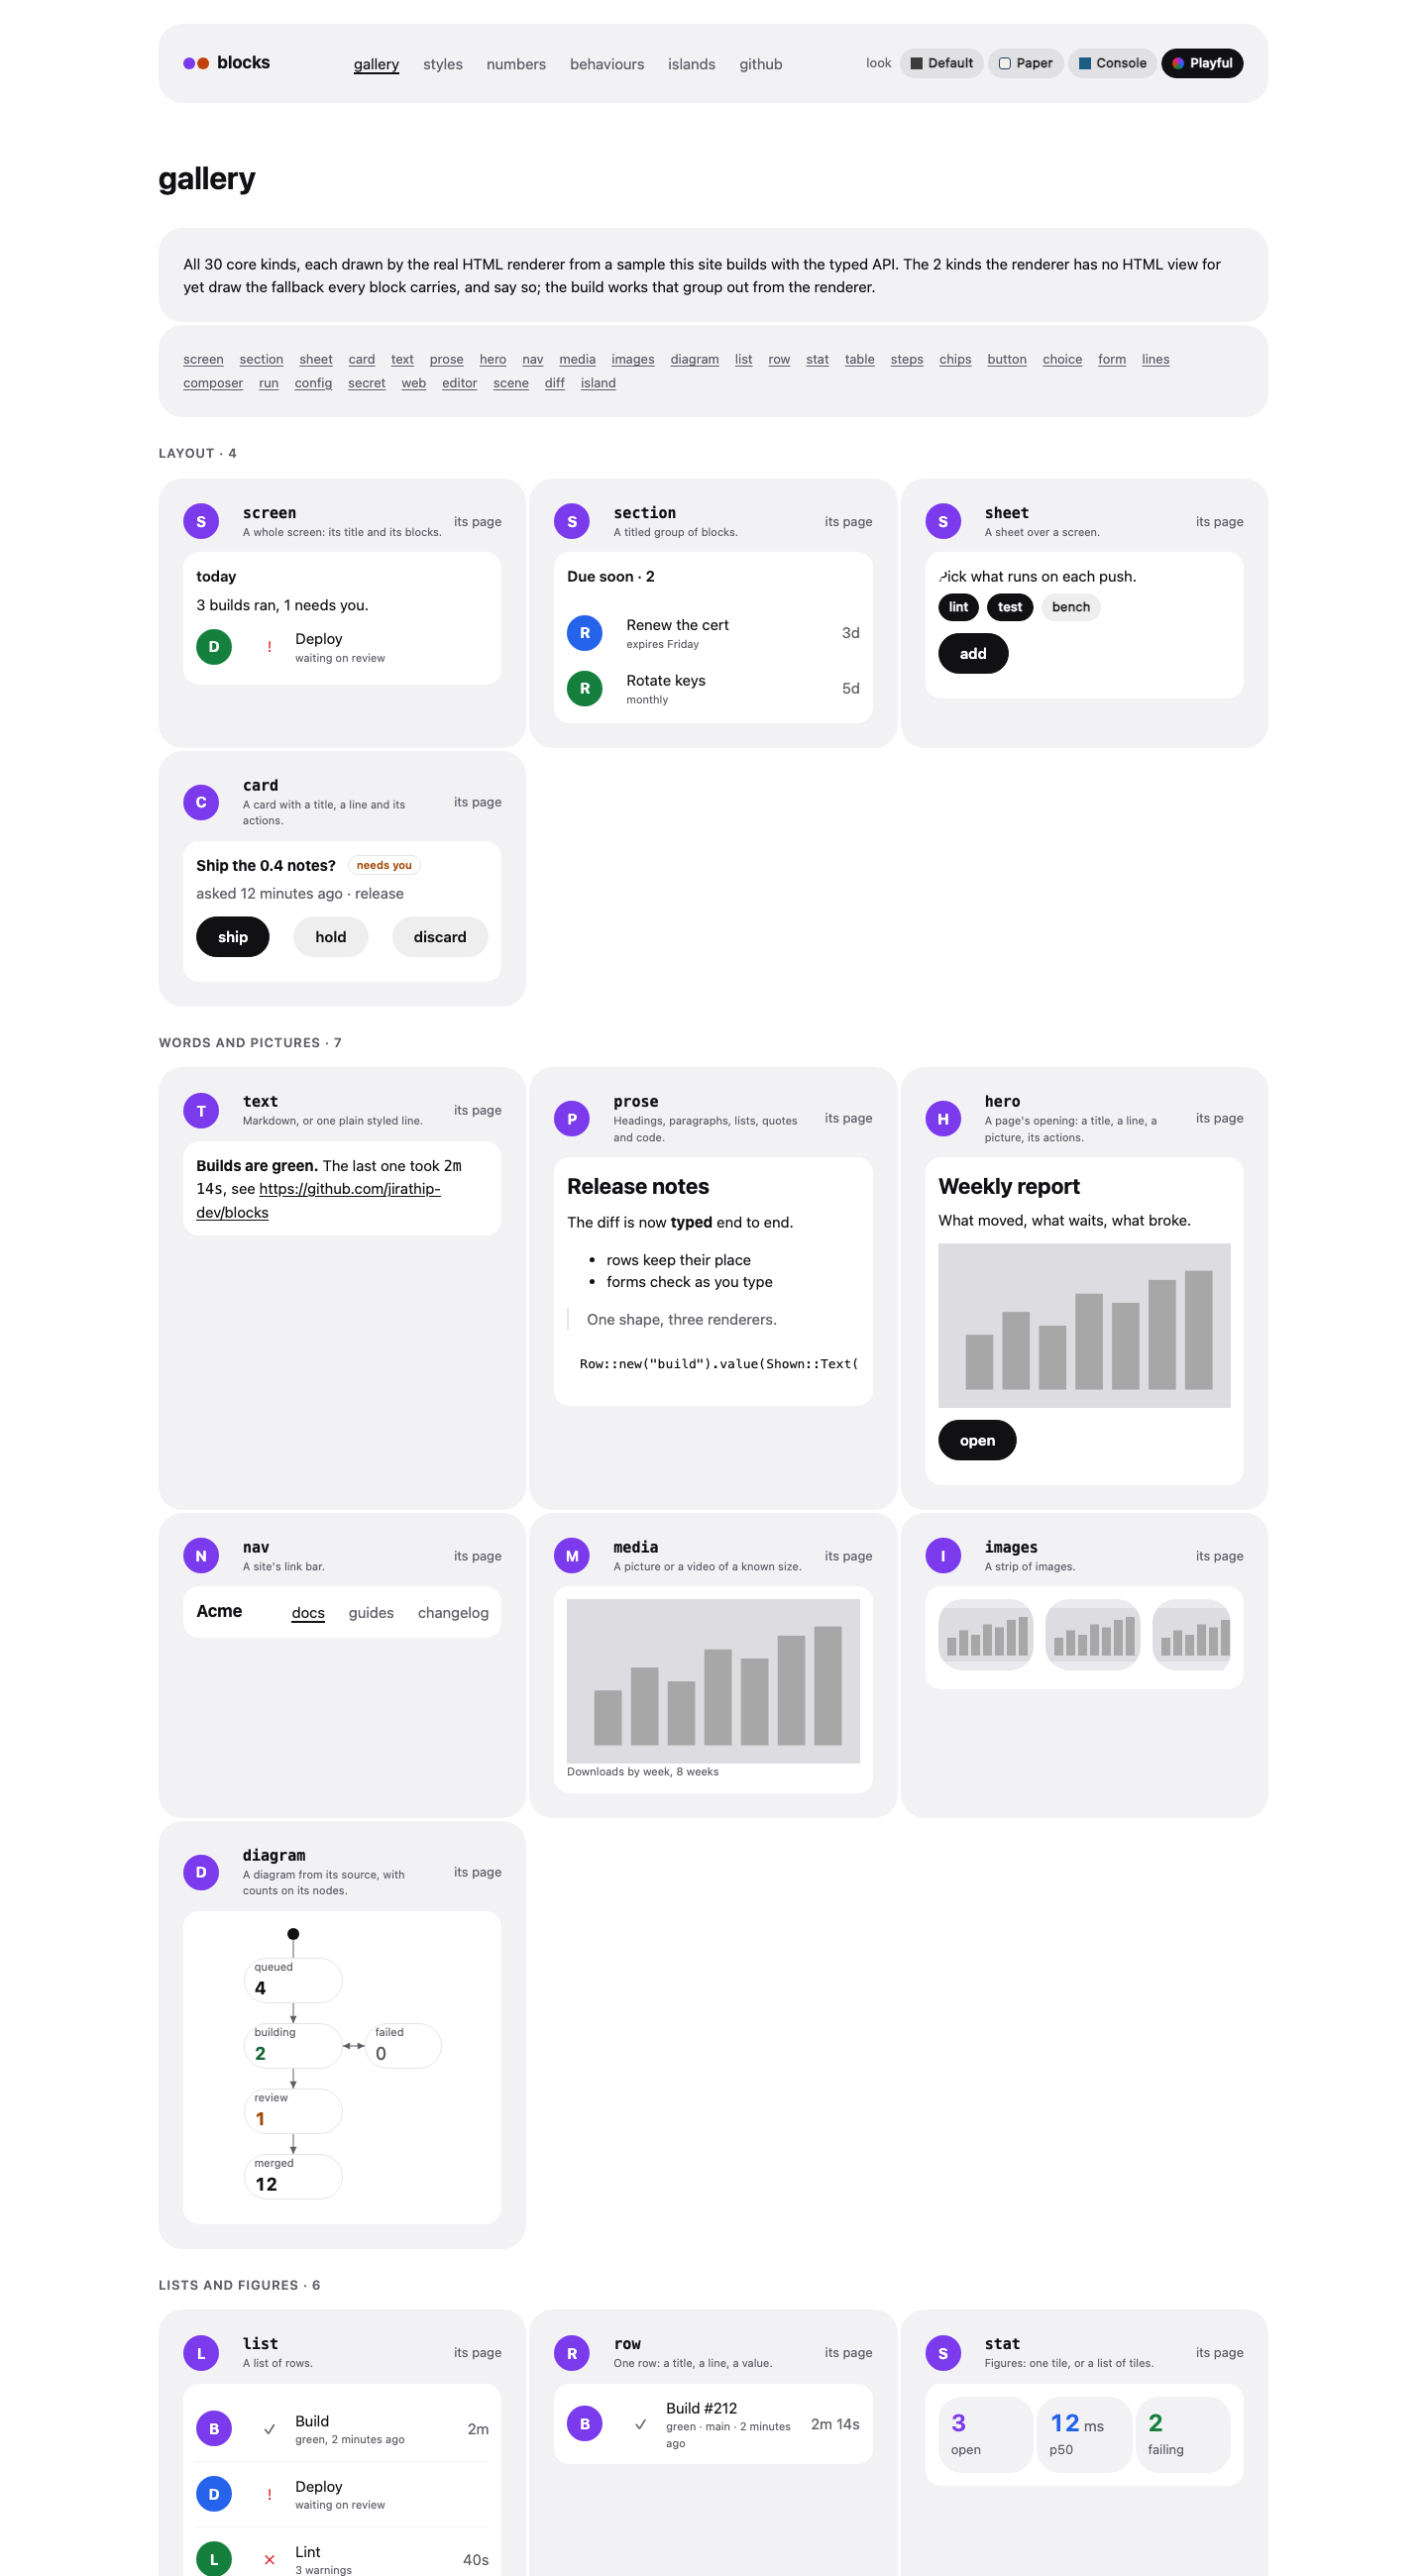 blocks
gallery styles numbers behaviours islands github
look Default Paper Console Playful
gallery
All 30 core kinds, each drawn by the real HTML renderer from a sample this site builds with the typed API. The 2 kinds the renderer has no HTML view for
yet draw the fallback every block carries, and say so; the build works that group out from the renderer.
screen section sheet card text prose hero nav media images diagram list row stat table steps chips button choice form lines
composer run config secret web editor scene diff island
LAYOUT · 4
S
screen
A whole screen: its title and its blocks.
its page
today
3 builds ran, 1 needs you.
D
!
Deploy
waiting on review
S
section
A titled group of blocks.
its page
Due soon · 2
R
Renew the cert
expires Friday
3d
R
Rotate keys
monthly
5d
S
sheet
A sheet over a screen.
its page
ick what runs on each push.
lint test bench
add
C
card
A card with a title, a line and its
actions.
its page
Ship the 0.4 notes? needs you
asked 12 minutes ago · release
ship hold discard
WORDS AND PICTURES · 7
T
text
Markdown, or one plain styled line.
its page
Builds are green. The last one took 2m
14s, see https://github.com/jirathip-
dev/blocks
P
prose
Headings, paragraphs, lists, quotes
and code.
its page
Release notes
The diff is now typed end to end.
• rows keep their place
• forms check as you type
One shape, three renderers.
Row::new("build").value(Shown::Text(
H
hero
A page's opening: a title, a line, a
picture, its actions.
its page
Weekly report
What moved, what waits, what broke.
open
N
nav
A site's link bar.
its page
Acme docs guides changelog
M
media
A picture or a video of a known size.
its page
Downloads by week, 8 weeks
I
images
A strip of images.
its page
D
diagram
A diagram from its source, with
counts on its nodes.
its page
queued
4
building
2
failed
0
review
1
merged
12
LISTS AND FIGURES · 6
L
list
A list of rows.
its page
B
✓
Build
green, 2 minutes ago
2m
D
!
Deploy
waiting on review
L
✕
Lint
3 warnings
40s
R
row
One row: a title, a line, a value.
its page
B
✓
Build #212
green · main · 2 minutes
ago
2m 14s
S
stat
Figures: one tile, or a list of tiles.
its page
3
open
12 ms
p50
2
failing